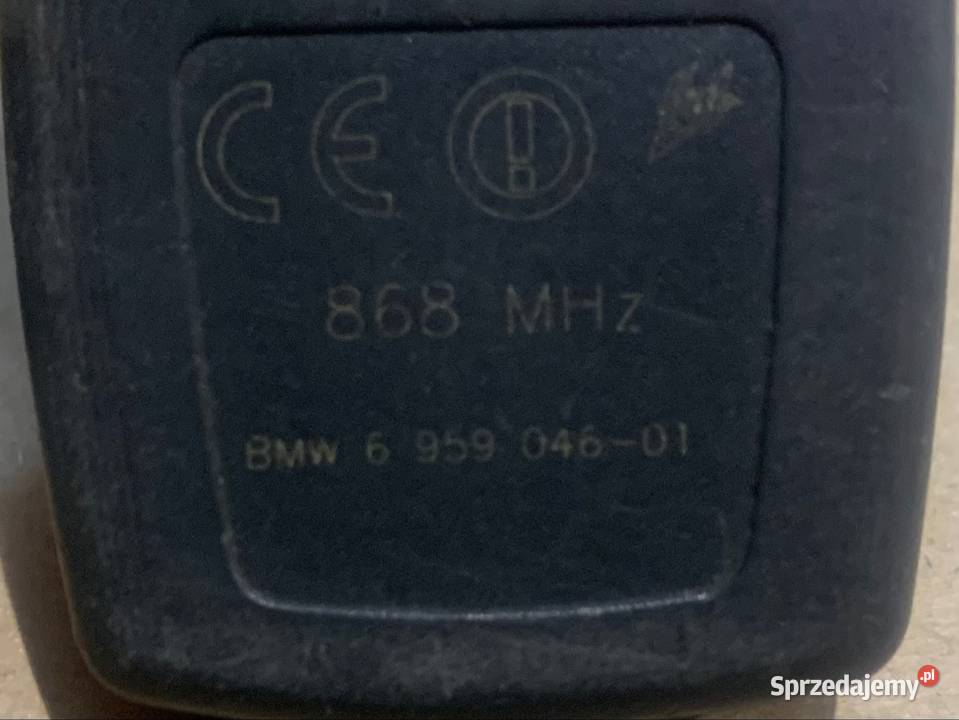 CE
868 MHz
BMW 6 959 046-01
Sprzedajemy.pl